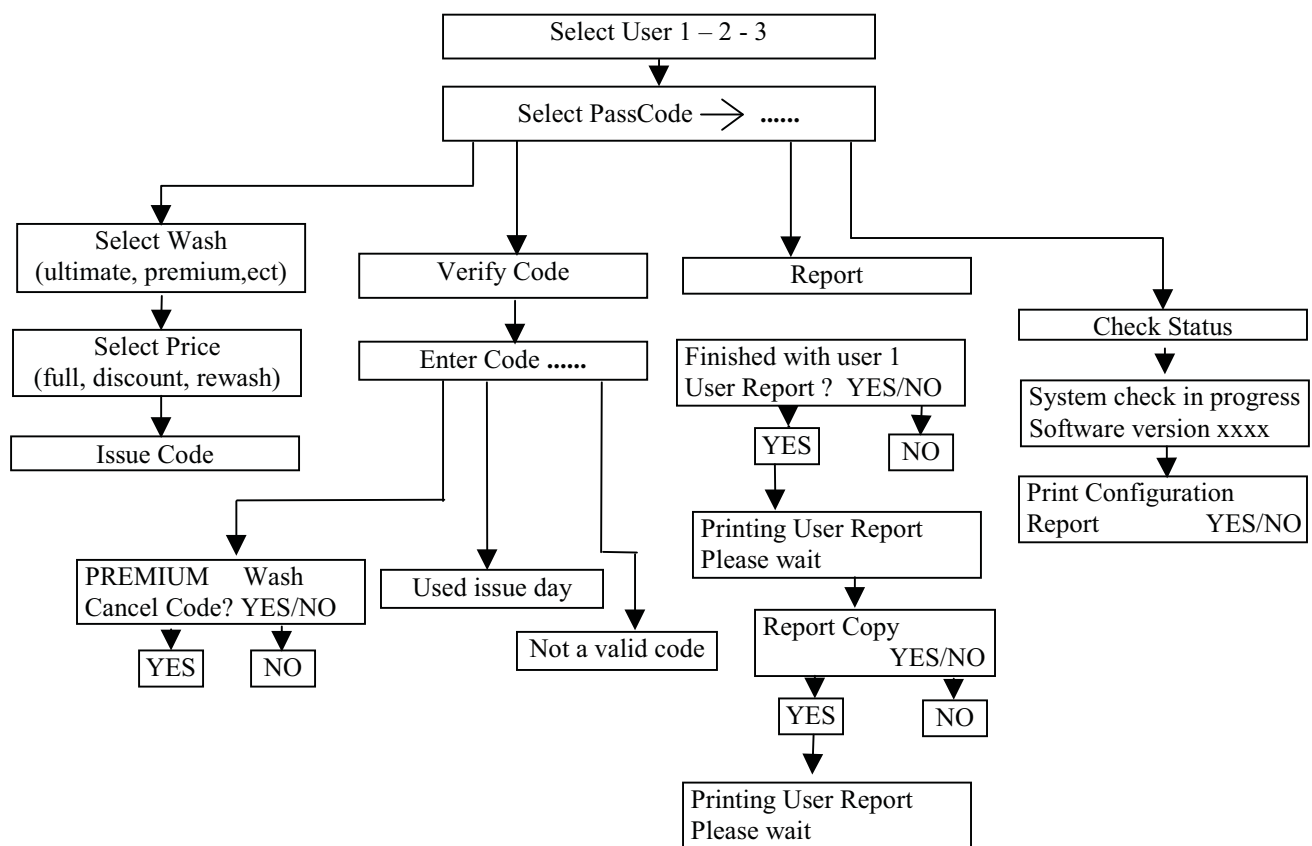 Select User 1 – 2 - 3
Select PassCode → ......
Select Wash
(ultimate, premium,ect)
Select Price
(full, discount, rewash)
Issue Code
Verify Code
Enter Code ......
PREMIUM Wash
Cancel Code? YES/NO
YES
NO
Used issue day
Not a valid code
Report
Finished with user 1
User Report ? YES/NO
YES
NO
Printing User Report
Please wait
Report Copy
YES/NO
YES
NO
Printing User Report
Please wait
Check Status
System check in progress
Software version xxxx
Print Configuration
Report YES/NO